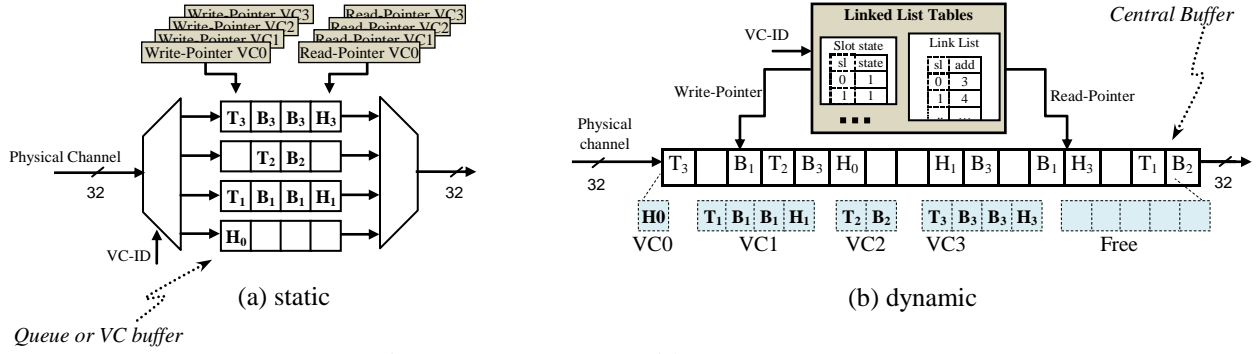 Write-Pointer VC3
Write-Pointer VC2
Write-Pointer VC1
Write-Pointer VC0
Read-Pointer VC3
Read-Pointer VC2
Read-Pointer VC1
Read-Pointer VC0
T3 B3 B3 H3
T2 B2
T1 B1 B1 H1
H0
Physical Channel
32
32
VC-ID
(a) static
Queue or VC buffer
Linked List Tables
Central Buffer
VC-ID
Slot state
sl state
0 1
1 1
Link List
sl add
0 3
1 4
.. ...
Write-Pointer
Read-Pointer
Physical
channel
32
T3 B1 T2 B3 H0 H1 B3 B1 H3 T1 B2
32
H0
T1 B1 B1 H1
T2 B2
T3 B3 B3 H3
VC0
VC1
VC2
VC3
Free
(b) dynamic